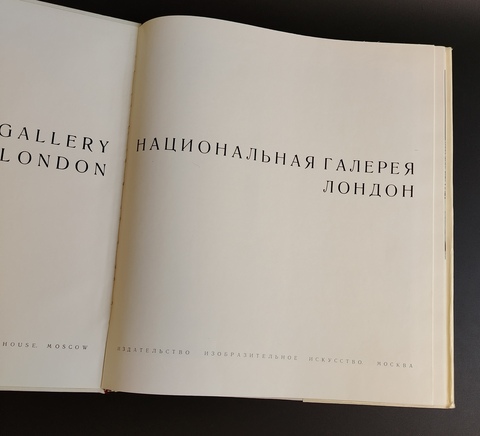 GALLERY
LONDON
HOUSE, MOSCOW
НАЦИОНАЛЬНАЯ ГАЛЕРЕЯ
ЛОНДОН
ИЗДАТЕЛЬСТВО ИЗОБРАЗИТЕЛЬНОЕ ИСКУССТВО, МОСКВА